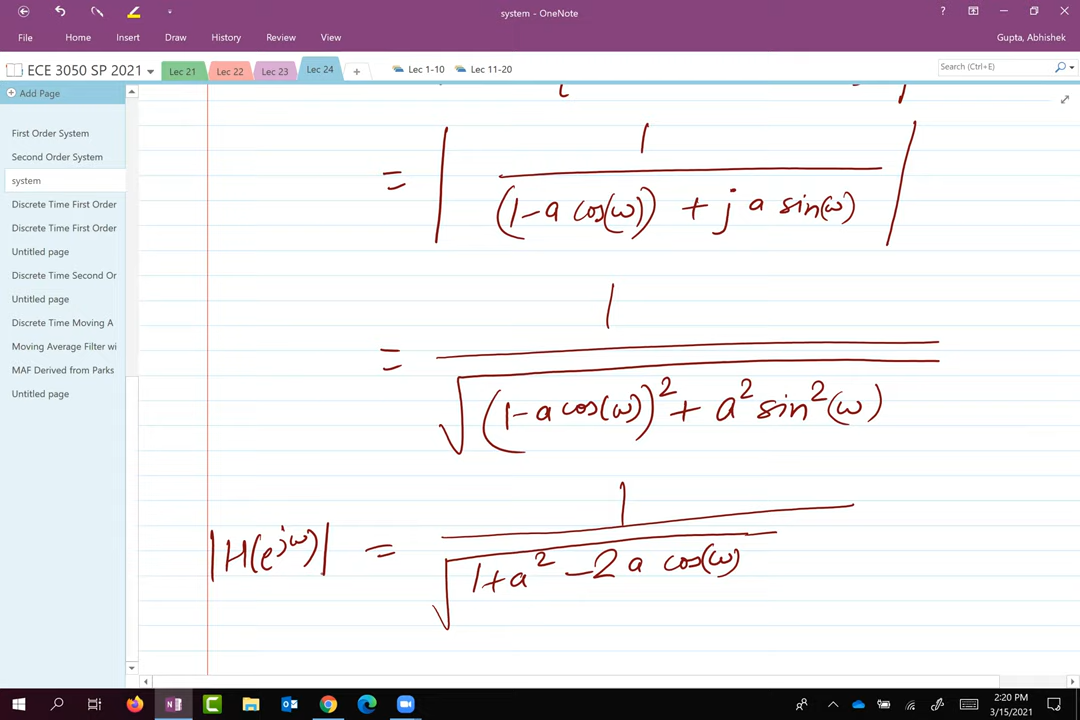 system - OneNote
?
File Home Insert Draw History Review View
Gupta, Abhishek
ECE 3050 SP 2021
Lec 21 Lec 22 Lec 23 Lec 24 + Lec 1-10 Lec 11-20
Search (Ctrl+E)
Add Page
First Order System
Second Order System
system
Discrete Time First Order
Discrete Time First Order
Untitled page
Discrete Time Second Or
Untitled page
Discrete Time Moving A
Moving Average Filter wi
MAF Derived from Parks
Untitled page
= | 1 / ((1-a cos(ω)) + j a sin(ω)) |
= 1 / √((1-a cos(ω))² + a² sin²(ω))
|H(e^jω)| = 1 / √(1+a² -2a cos(ω))
2:20 PM
3/15/2021